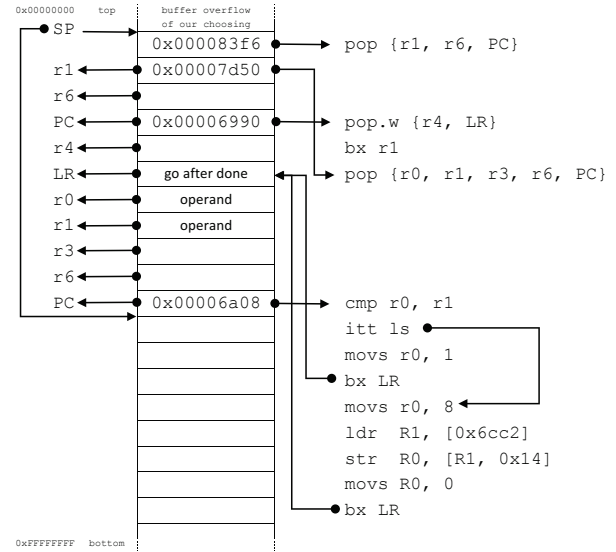 0x00000000 top buffer overflow
of our choosing
SP
0x000083f6 pop {r1, r6, PC}
r1 0x00007d50
r6
PC 0x00006990 pop.w {r4, LR}
r4 bx r1
LR go after done pop {r0, r1, r3, r6, PC}
r0 operand
r1 operand
r3
r6
PC 0x00006a08 cmp r0, r1
itt ls
movs r0, 1
bx LR
movs r0, 8
ldr R1, [0x6cc2]
str R0, [R1, 0x14]
movs R0, 0
bx LR
0xFFFFFFFF bottom